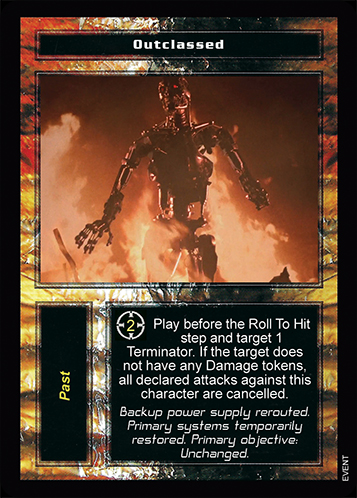 Outclassed
Past
2 Play before the Roll To Hit
step and target 1
Terminator. If the target does
not have any Damage tokens,
all declared attacks against this
character are cancelled.
Backup power supply rerouted.
Primary systems temporarily
restored. Primary objective:
Unchanged.
EVENT